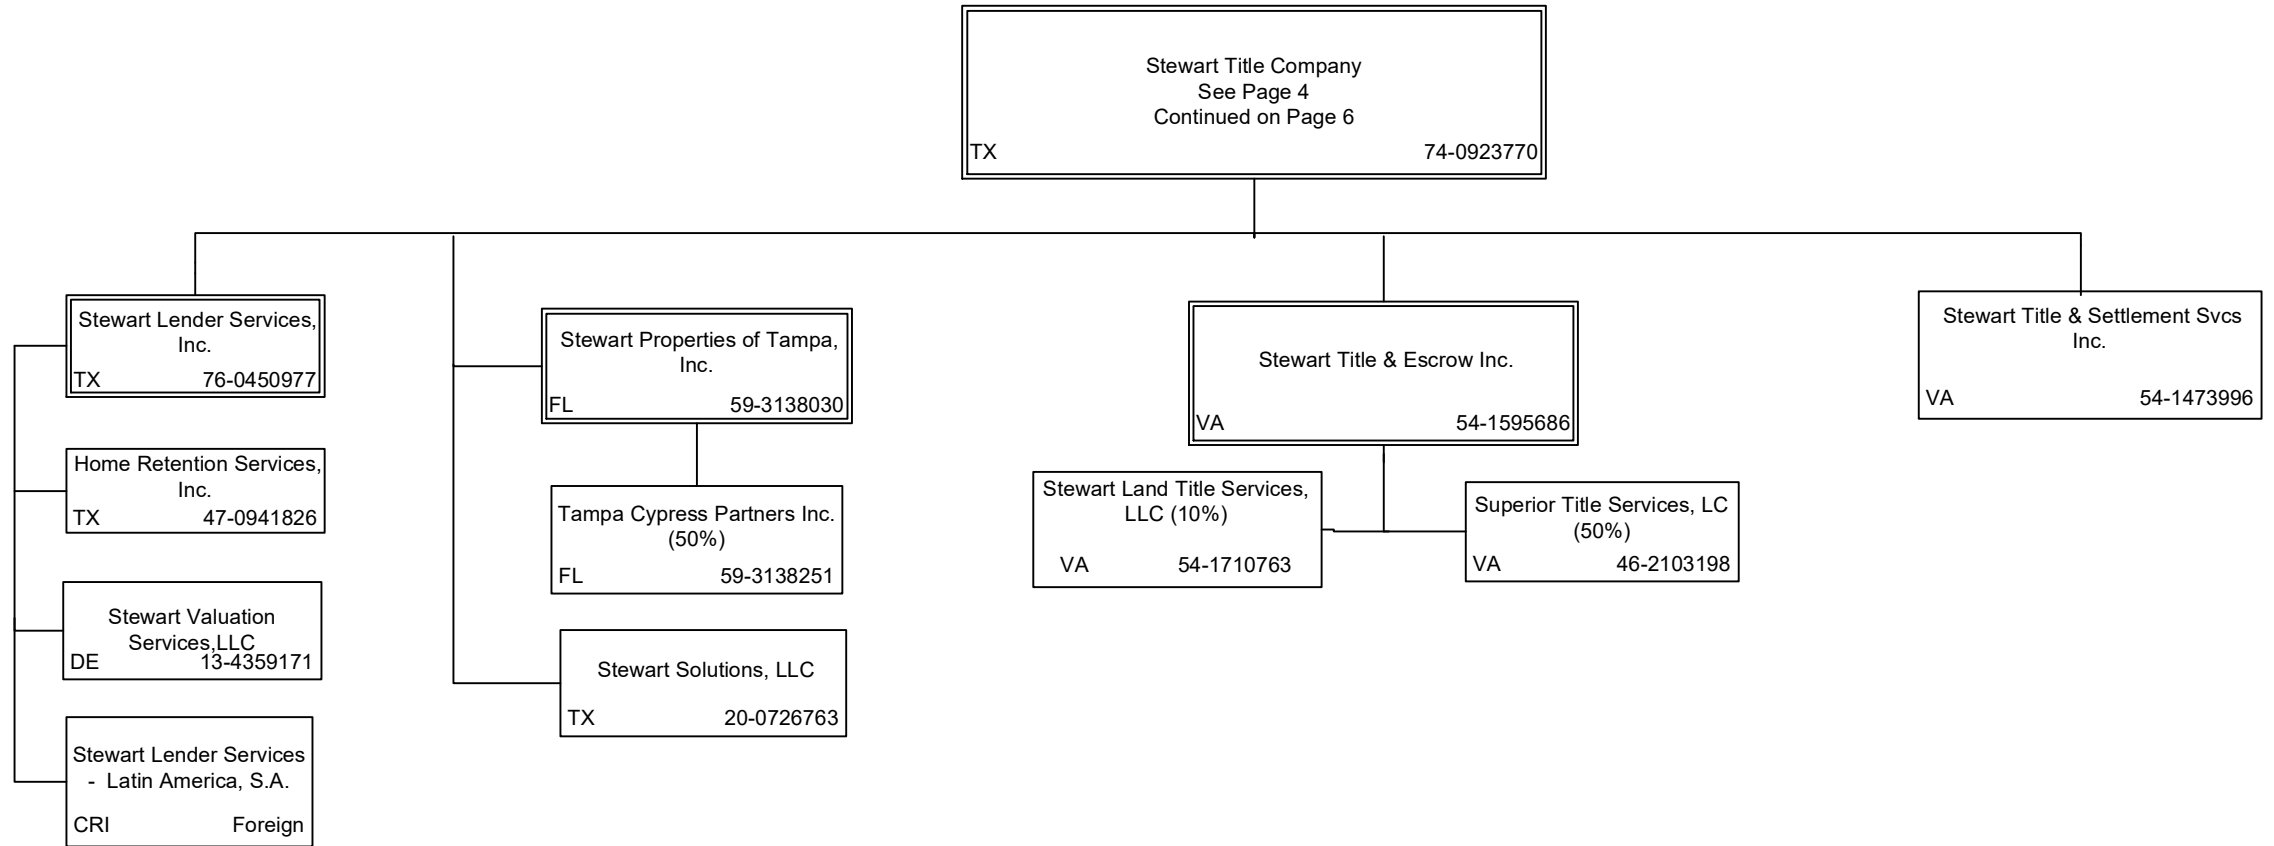 Stewart Title Company
See Page 4
Continued on Page 6
TX 74-0923770
Stewart Lender Services,
Inc.
TX 76-0450977
Home Retention Services,
Inc.
TX 47-0941826
Stewart Valuation
Services,LLC
DE 13-4359171
Stewart Lender Services
- Latin America, S.A.
CRI Foreign
Stewart Properties of Tampa,
Inc.
FL 59-3138030
Tampa Cypress Partners Inc.
(50%)
FL 59-3138251
Stewart Solutions, LLC
TX 20-0726763
Stewart Title & Escrow Inc.
VA 54-1595686
Stewart Land Title Services,
LLC (10%)
VA 54-1710763
Superior Title Services, LC
(50%)
VA 46-2103198
Stewart Title & Settlement Svcs
Inc.
VA 54-1473996